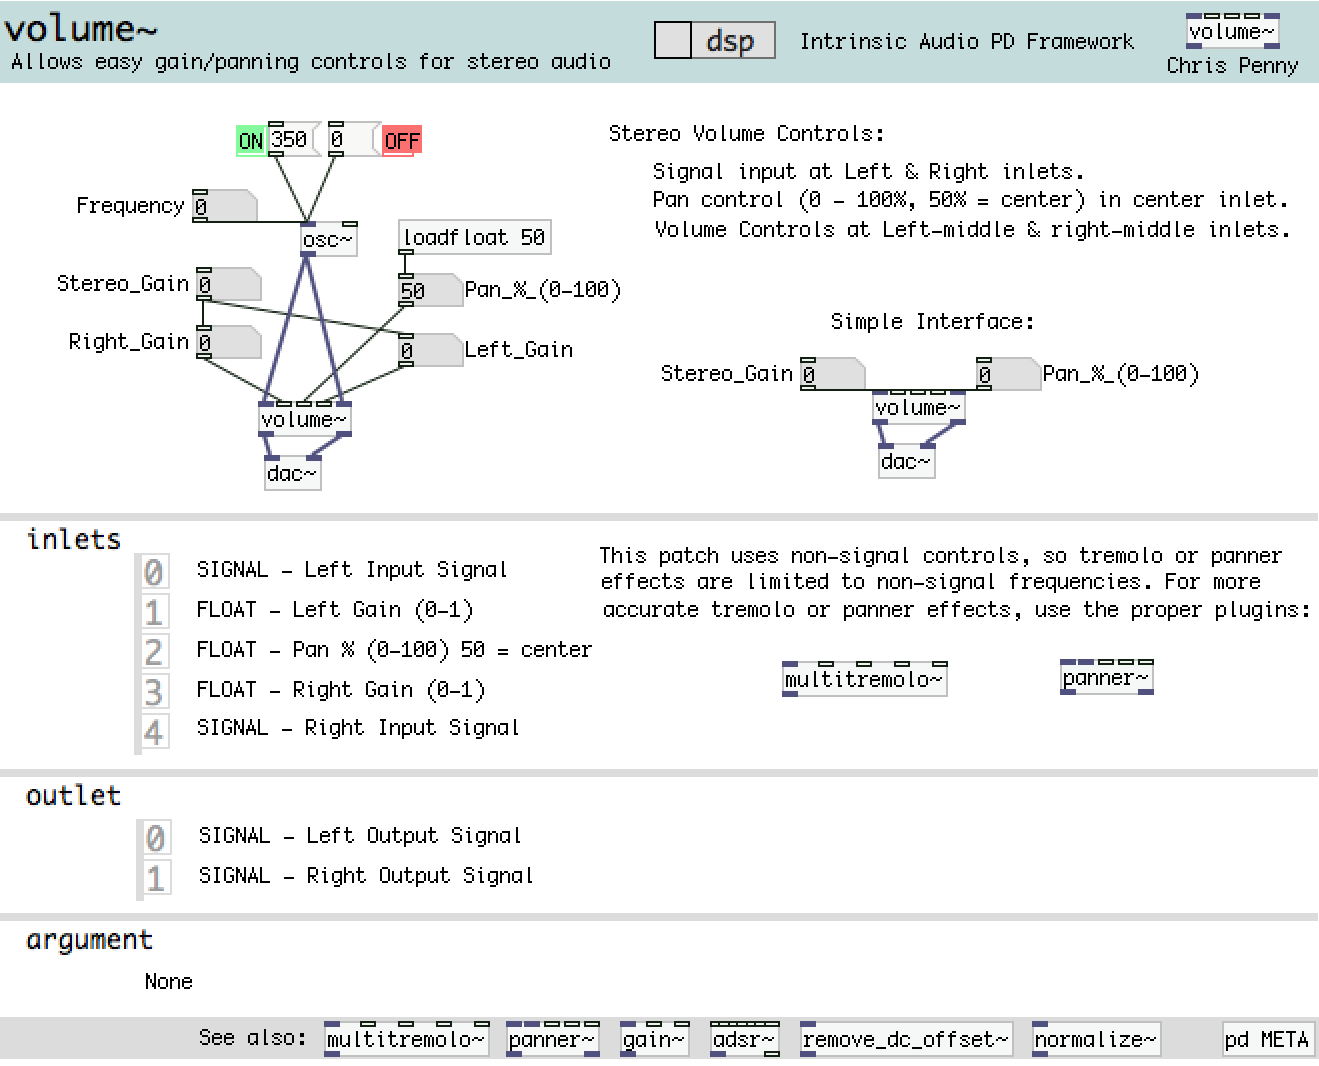 volume~
Allows easy gain/panning controls for stereo audio
dsp
Intrinsic Audio PD Framework
volume~
Chris Penny
ON 350 0 OFF
Frequency 0
osc~
loadfloat 50
Stereo_Gain 0
50 Pan_%_(0-100)
Right_Gain 0
0 Left_Gain
volume~
dac~
Stereo Volume Controls:
Signal input at Left & Right inlets.
Pan control (0 - 100%, 50% = center) in center inlet.
Volume Controls at Left-middle & right-middle inlets.
Simple Interface:
Stereo_Gain 0 0 Pan_%_(0-100)
volume~
dac~
inlets
0 SIGNAL - Left Input Signal
1 FLOAT - Left Gain (0-1)
2 FLOAT - Pan % (0-100) 50 = center
3 FLOAT - Right Gain (0-1)
4 SIGNAL - Right Input Signal
This patch uses non-signal controls, so tremolo or panner
effects are limited to non-signal frequencies. For more
accurate tremolo or panner effects, use the proper plugins:
multitremolo~ panner~
outlet
0 SIGNAL - Left Output Signal
1 SIGNAL - Right Output Signal
argument
None
See also: multitremolo~ panner~ gain~ adsr~ remove_dc_offset~ normalize~ pd META